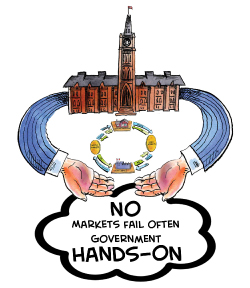 NO
MARKETS FAIL OFTEN
GOVERNMENT
HANDS-ON